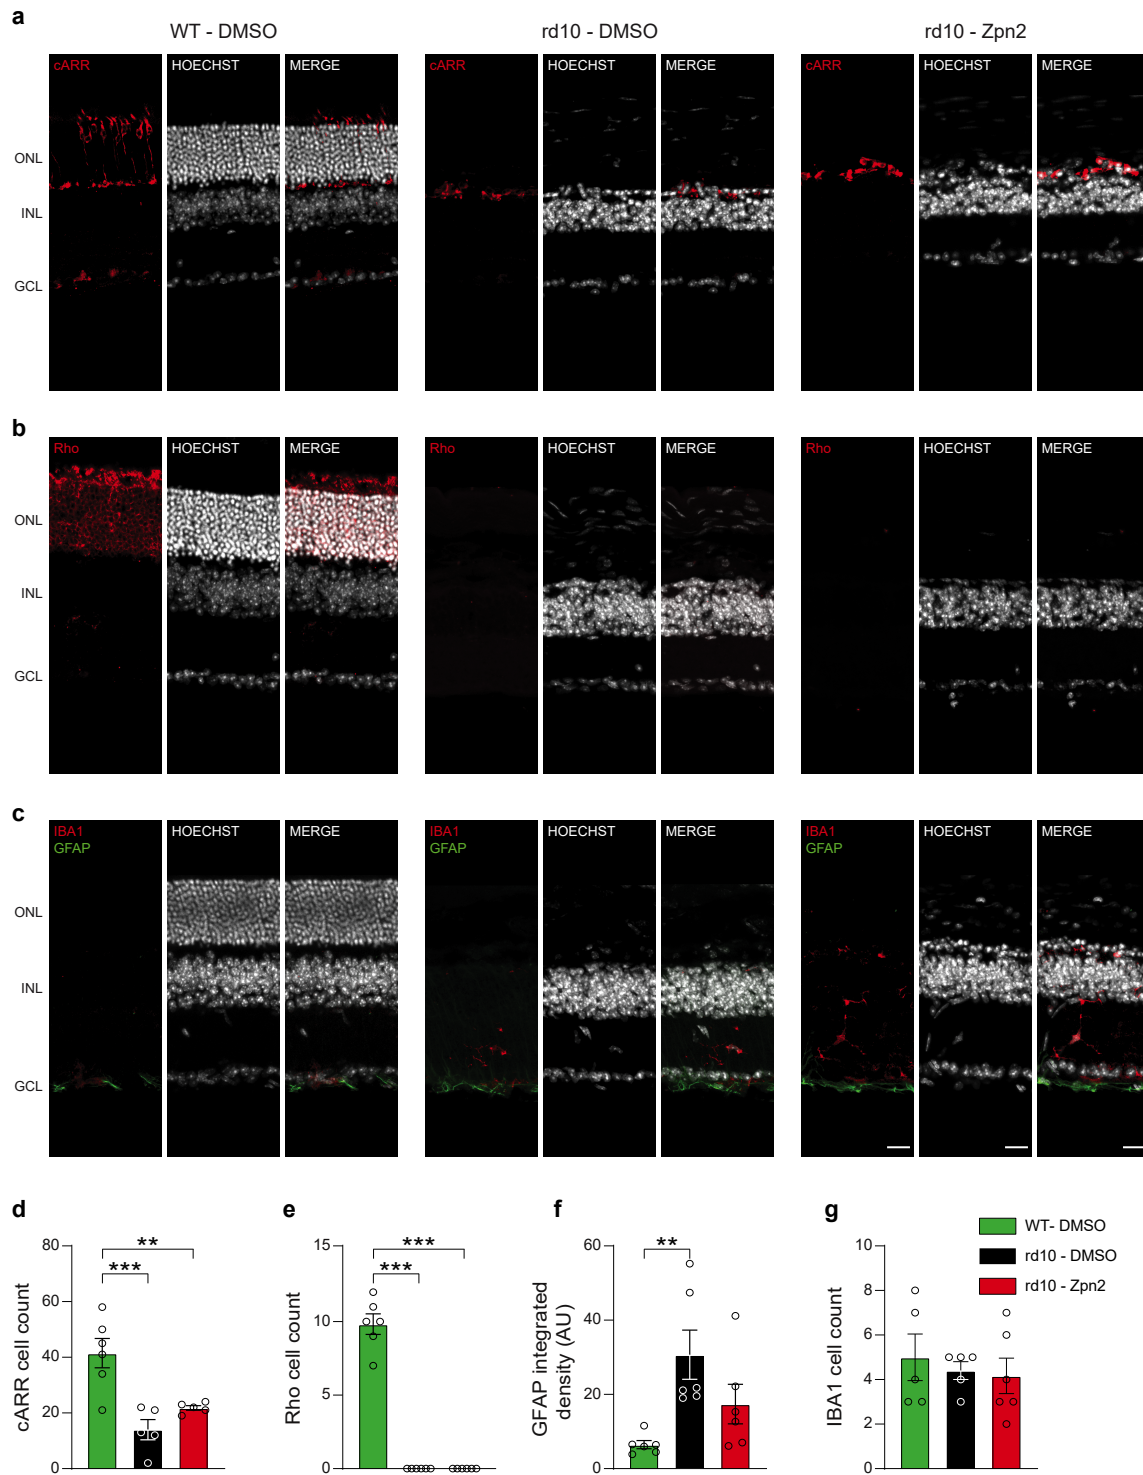 a
WT - DMSO rd10 - DMSO rd10 - Zpn2
cARR HOECHST MERGE cARR HOECHST MERGE cARR HOECHST MERGE
ONL
INL
GCL
b
Rho HOECHST MERGE Rho HOECHST MERGE Rho HOECHST MERGE
ONL
INL
GCL
c
IBA1 HOECHST MERGE IBA1 HOECHST MERGE IBA1 HOECHST MERGE
GFAP GFAP GFAP
ONL
INL
GCL
d
cARR cell count
80
60
40
20
0
**
***
e
Rho cell count
15
10
5
0
***
***
f
GFAP integrated
density (AU)
60
40
20
0
**
g
IBA1 cell count
10
8
6
4
2
0
WT- DMSO
rd10 - DMSO
rd10 - Zpn2